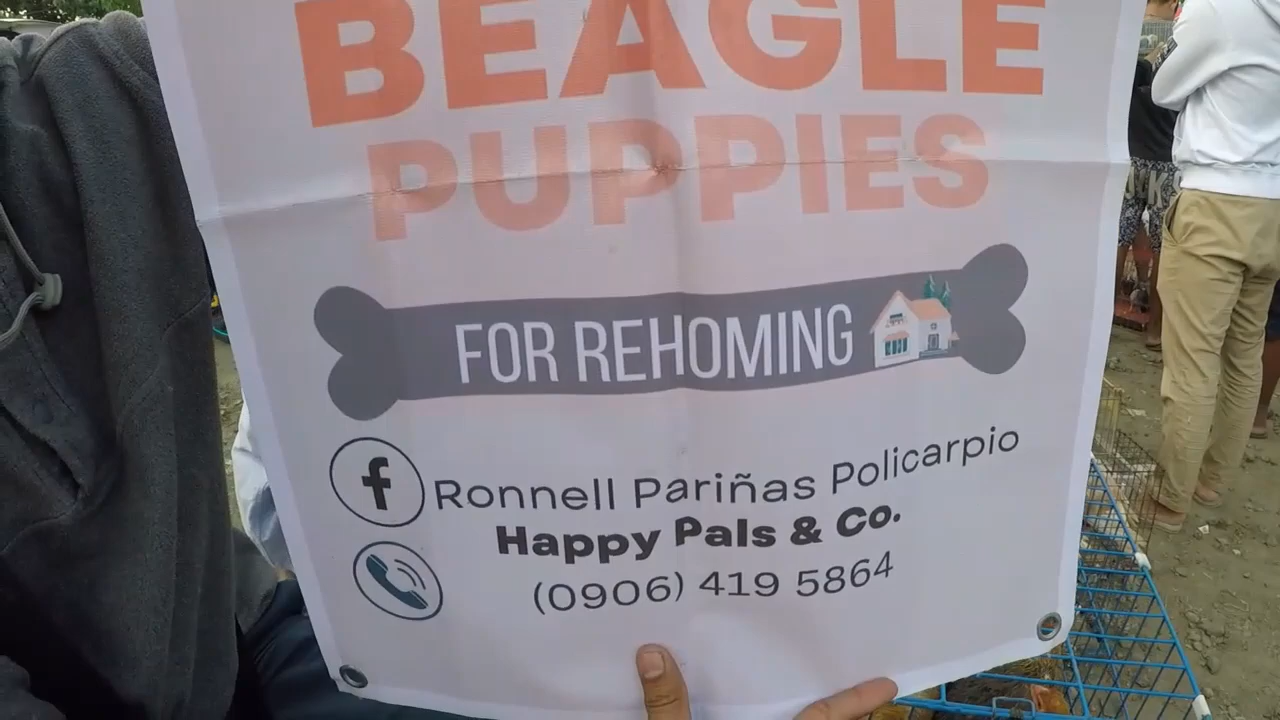 BEAGLE
PUPPIES
FOR REHOMING
Ronnell Pariñas Policarpio
Happy Pals & Co.
(0906) 419 5864